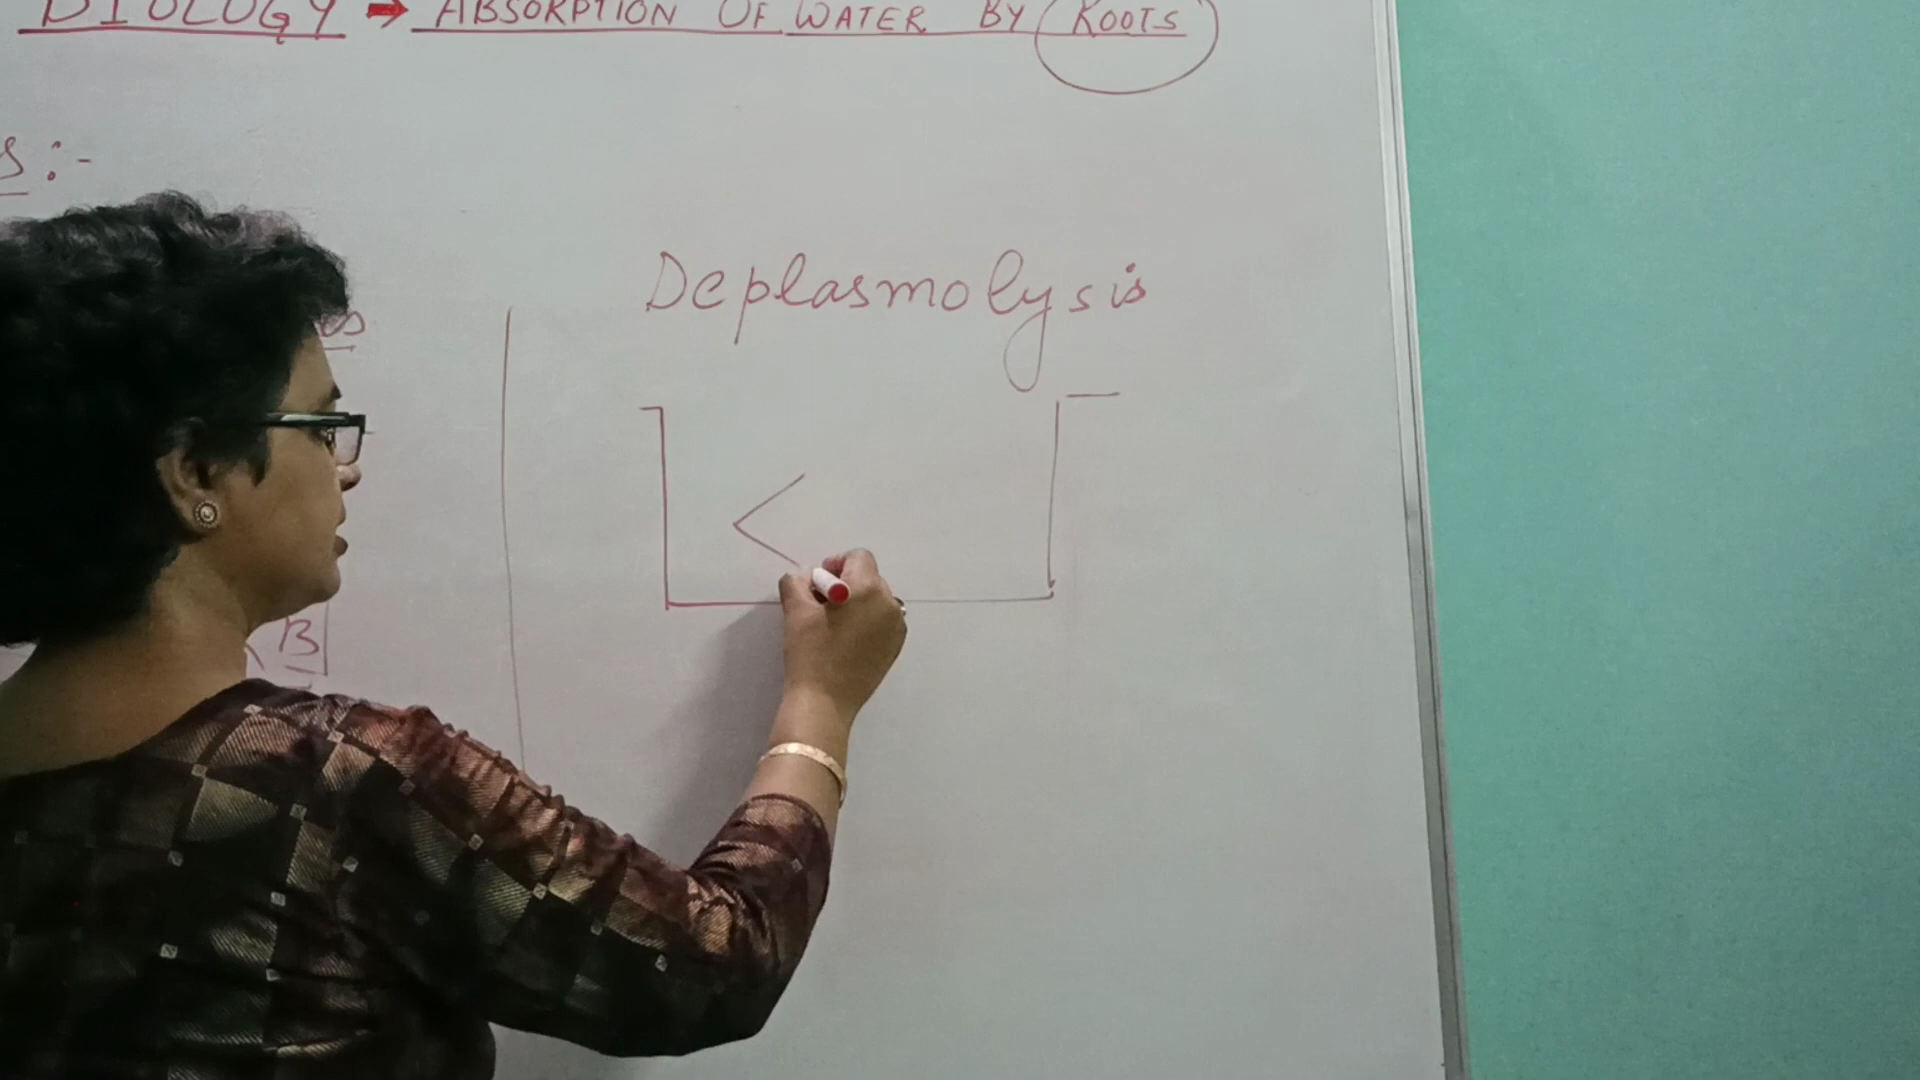 BIOLOGY → ABSORPTION OF WATER BY ROOTS
S:-
Deplasmolysis
B